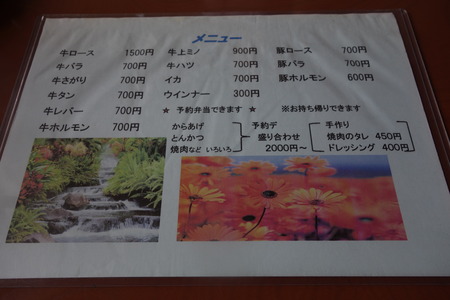 メニュー
牛ロース 1500円 牛上ミノ 900円 豚ロース 700円
牛バラ 700円 牛ハツ 700円 豚バラ 700円
牛さがり 700円 イカ 700円 豚ホルモン 600円
牛タン 700円 ウインナー 300円
牛レバー 700円 ★ 予約弁当できます ★ ※お持ち帰りできます
牛ホルモン 700円 からあげ 予約デ 手作り
とんかつ 盛り合わせ 焼肉のタレ 450円
焼肉など いろいろ 2000円～ ドレッシング 400円